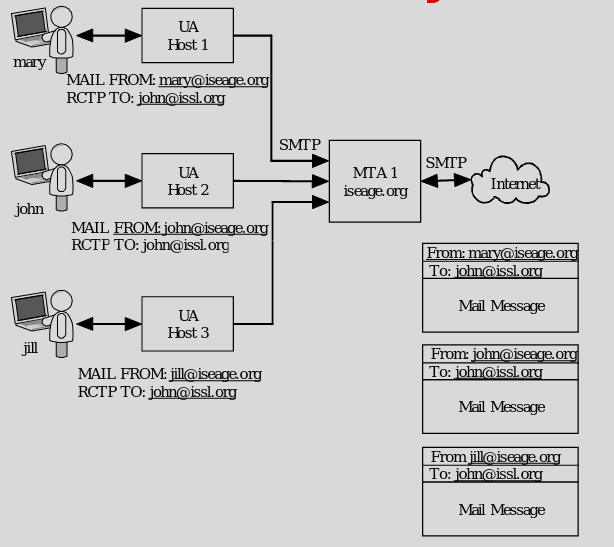 mary
UA
Host 1
MAIL FROM: mary@iseage.org
RCTP TO: john@issl.org
SMTP
MTA 1
iseage.org
SMTP
Internet
john
UA
Host 2
MAIL FROM: john@iseage.org
RCTP TO: john@issl.org
jill
UA
Host 3
MAIL FROM: jill@iseage.org
RCTP TO: john@issl.org
From: mary@iseage.org
To: john@issl.org
Mail Message
From: john@iseage.org
To: john@issl.org
Mail Message
From jill@iseage.org
To: john@issl.org
Mail Message